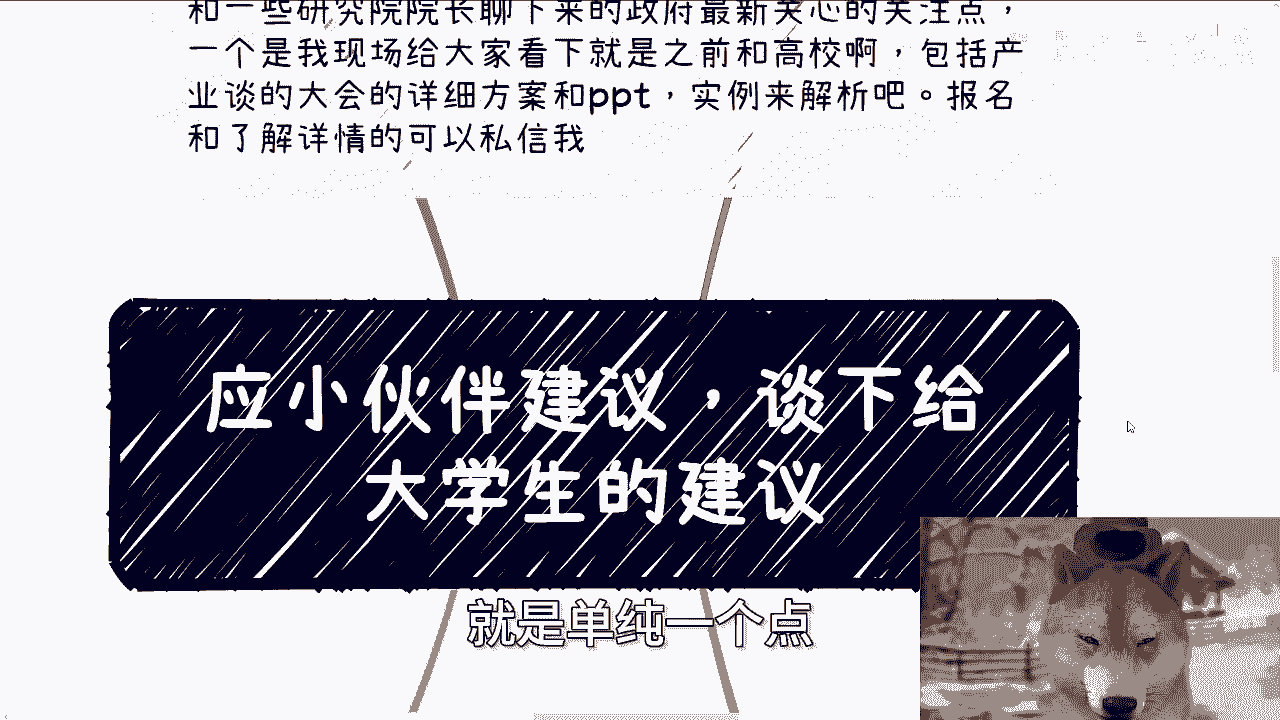 和一些研究院院长聊下来的政府最新关心的关注点，
一个是我现场给大家看下就是之前和高校啊，包括产
业谈的大会的详细方案和ppt，实例来解析吧。报名
和了解详情的可以私信我
应小伙伴建议，谈下给
大学生的建议
就是单纯一个点